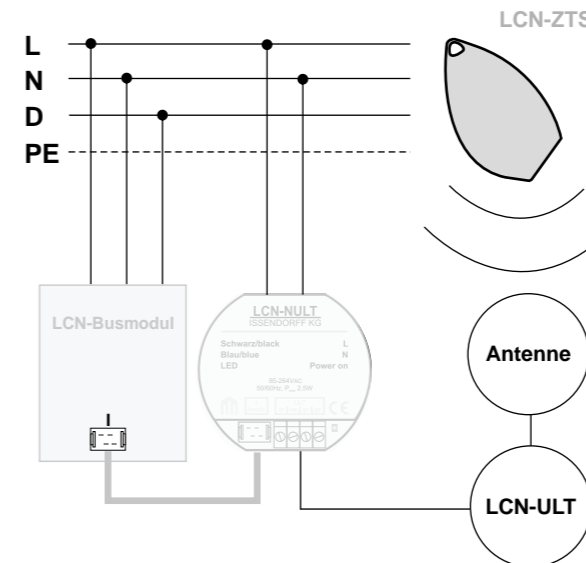 LCN-ZTS
L
N
D
PE
LCN-Busmodul
LCN-NULT
ISSENDORFF KG
Schwarz/black L
Blau/blue N
LED Power on
I
Antenne
LCN-ULT